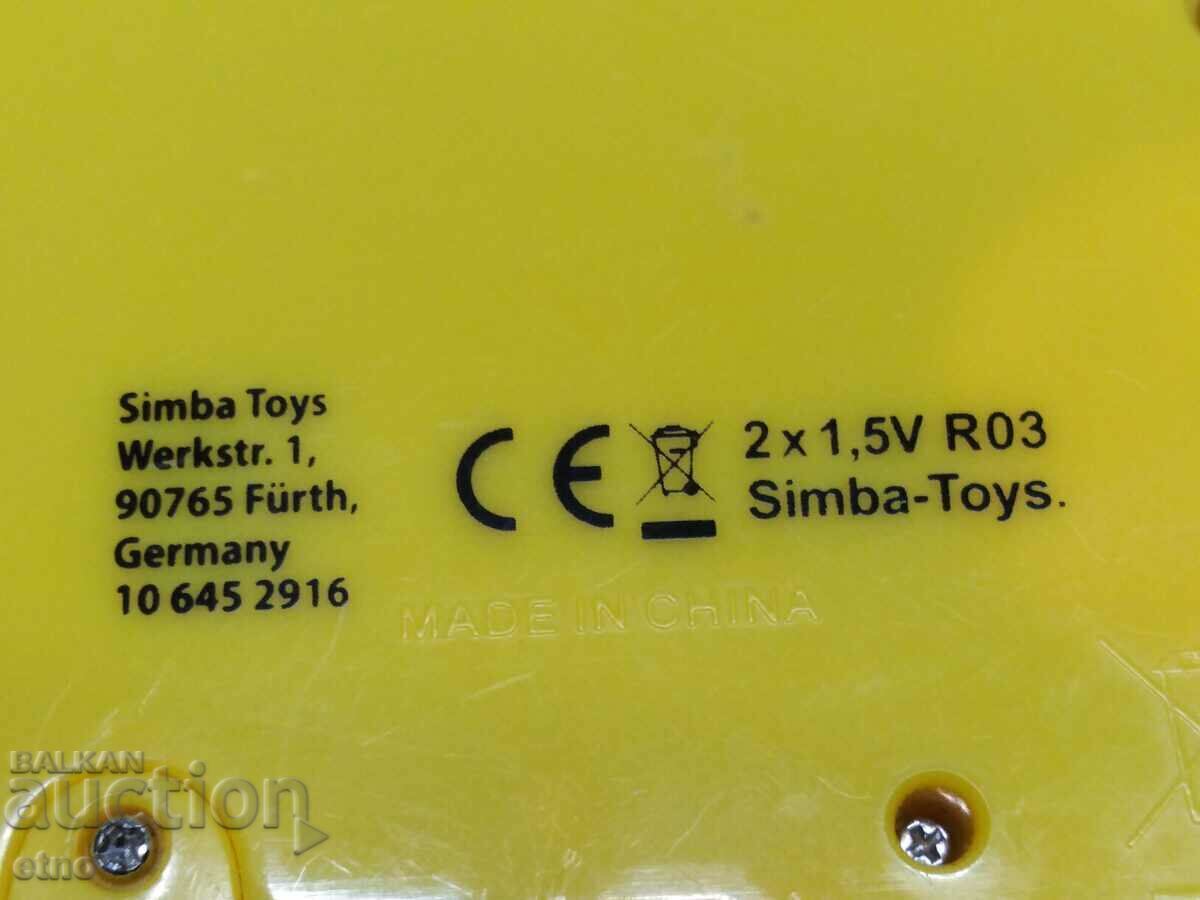 Simba Toys
Werkstr. 1,
90765 Fürth,
Germany
10 645 2916
CE
2 x 1,5V R03
Simba-Toys.
MADE IN CHINA
BALKAN
auction
etno